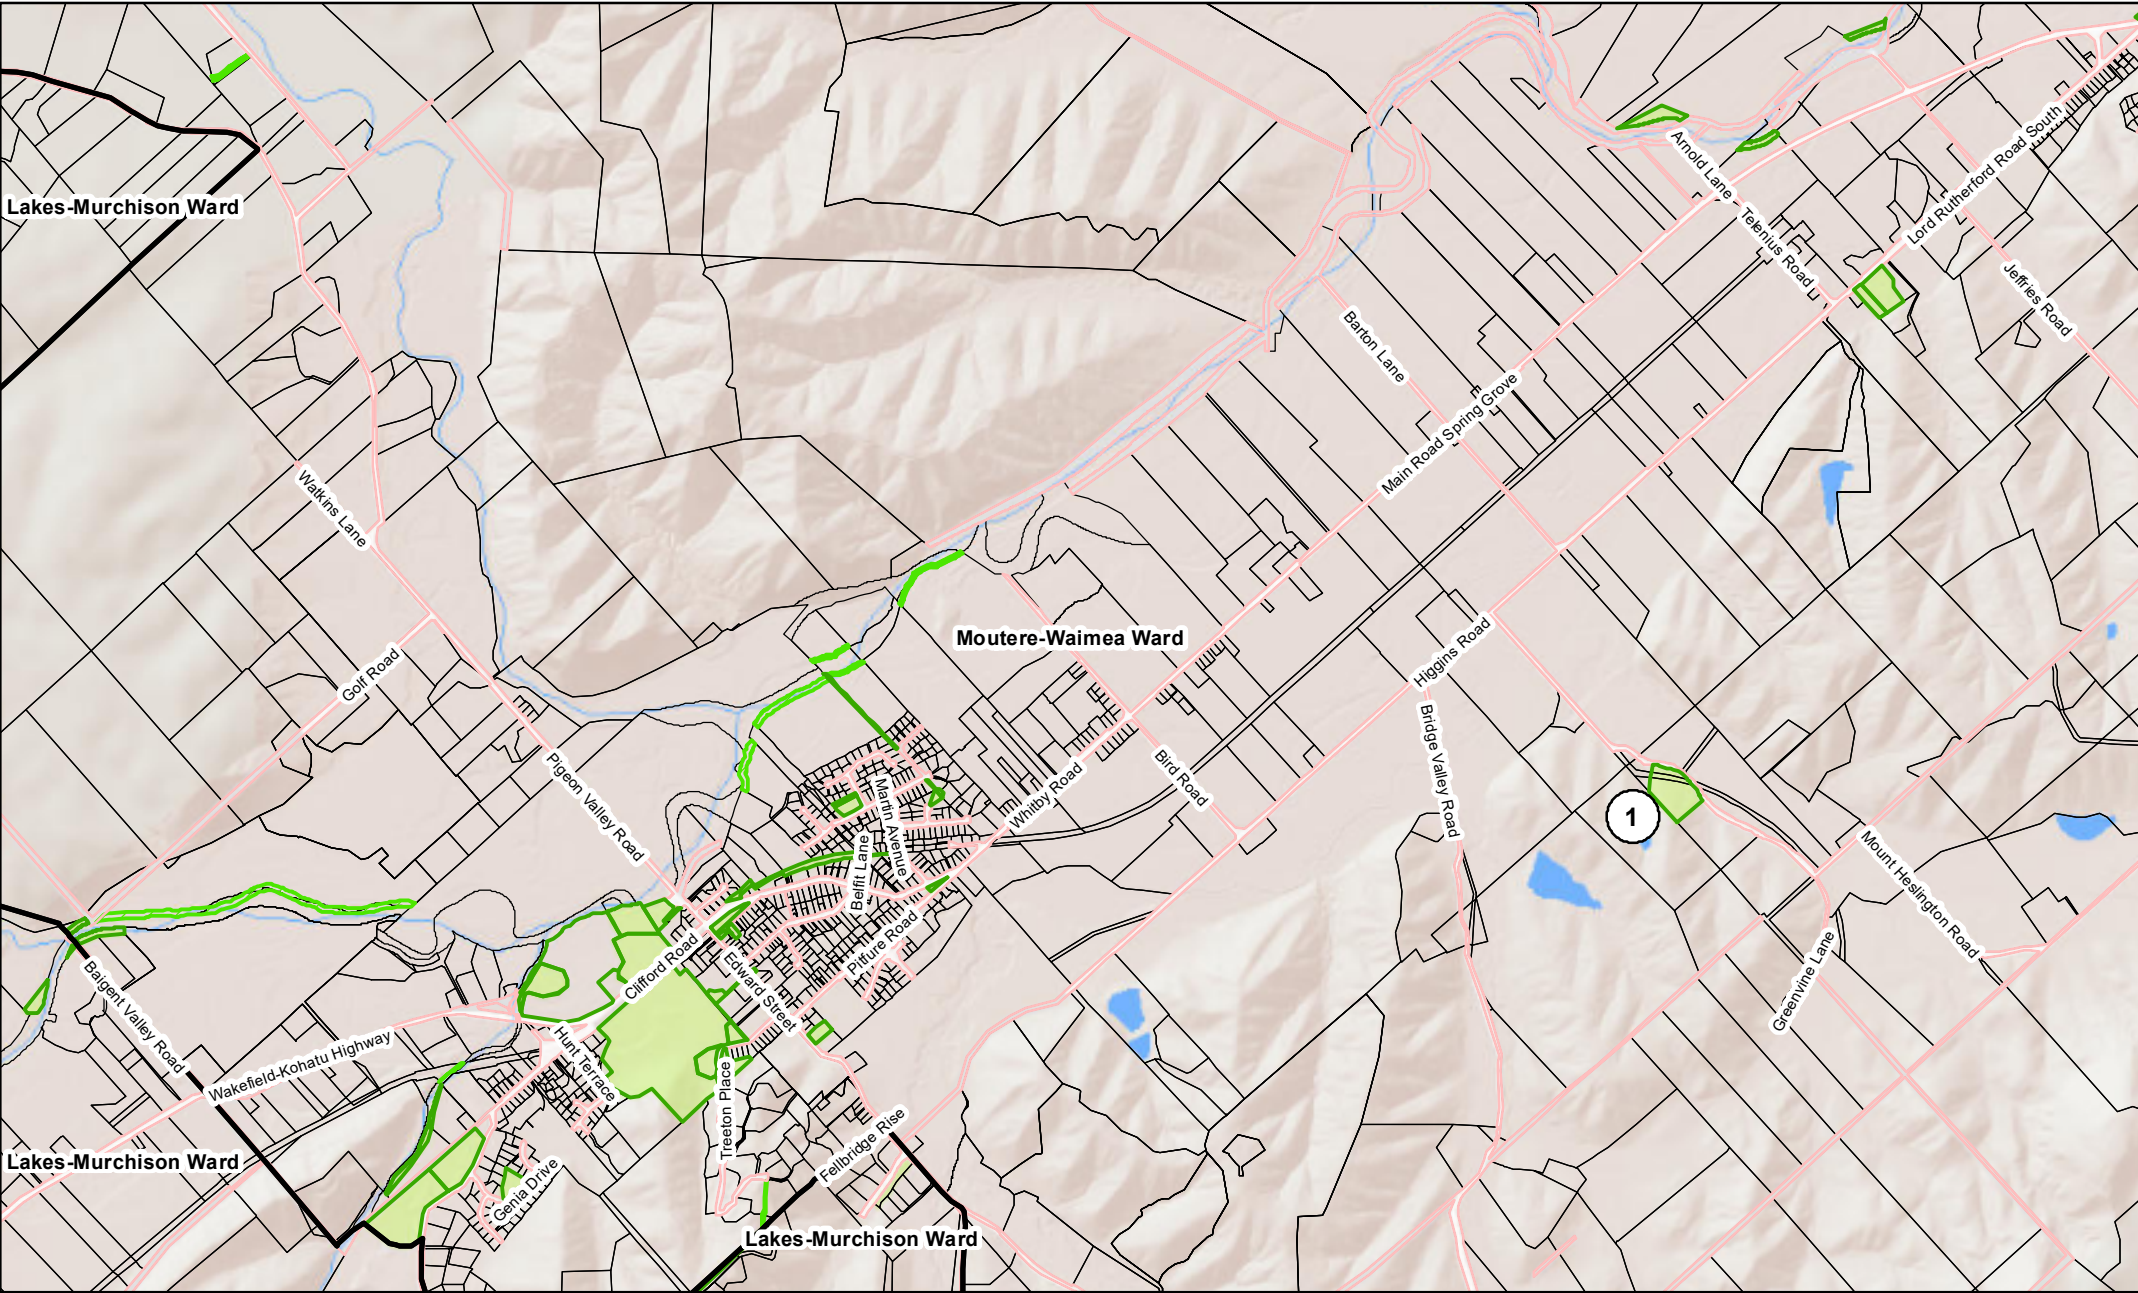 Arnold Lane
Lord Rutherford Road South
Lakes-Murchison Ward
Telenius Road
Jeffries Road
Barton Lane
Main Road Spring Grove
Watkins Lane
Moutere-Waimea Ward
Higgins Road
Golf Road
Bridge Valley Road
Pigeon Valley Road
Bird Road
Whitby Road
Martin Avenue
1
Belfit Lane
Mount Heslington Road
Pitfure Road
Clifford Road
Edward Street
Greenvine Lane
Baigent Valley Road
Wakefield-Kohatu Highway
Hunt Terrace
Treeton Place
Fellbridge Rise
Lakes-Murchison Ward
Genia Drive
Lakes-Murchison Ward